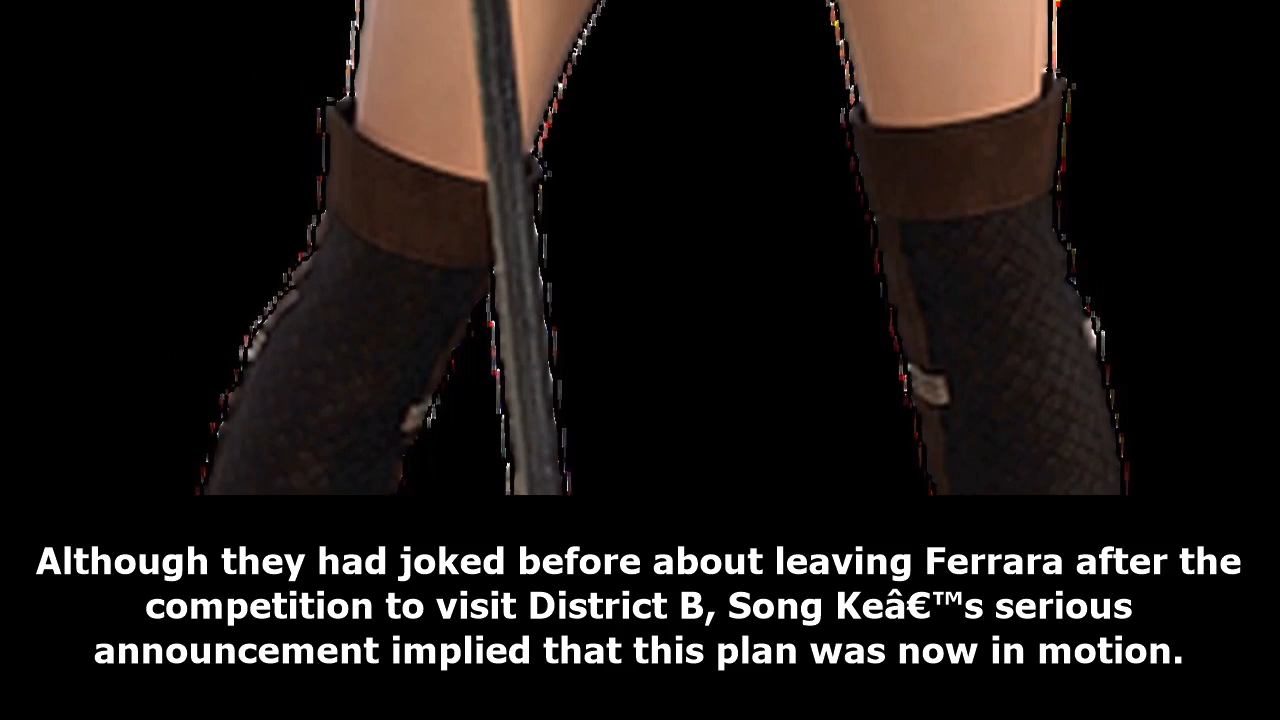 Although they had joked before about leaving Ferrara after the
competition to visit District B, Song Keâ€™s serious
announcement implied that this plan was now in motion.